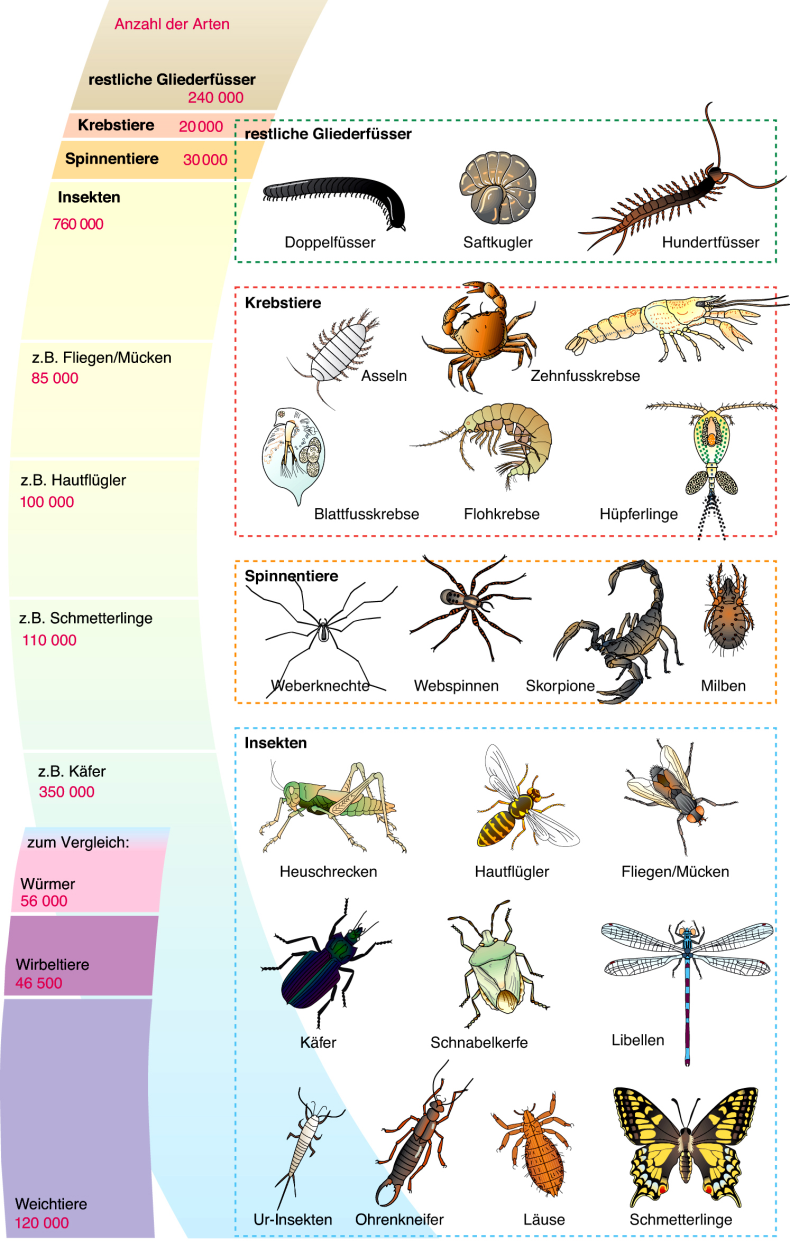 Anzahl der Arten
restliche Gliederfüsser
240 000
Krebstiere 20 000
Spinnentiere 30 000
Insekten
760 000
z.B. Fliegen/Mücken
85 000
z.B. Hautflügler
100 000
z.B. Schmetterlinge
110 000
z.B. Käfer
350 000
zum Vergleich:
Würmer
56 000
Wirbeltiere
46 500
Weichtiere
120 000
restliche Gliederfüsser
Doppelfüsser Saftkugler Hundertfüsser
Krebstiere
Asseln Zehnfusskrebse
Blattfusskrebse Flohkrebse Hüpferlinge
Spinnentiere
Weberknechte Webspinnen Skorpione Milben
Insekten
Heuschrecken Hautflügler Fliegen/Mücken
Käfer Schnabelkerfe Libellen
Ur-Insekten Ohrenkneifer Läuse Schmetterlinge